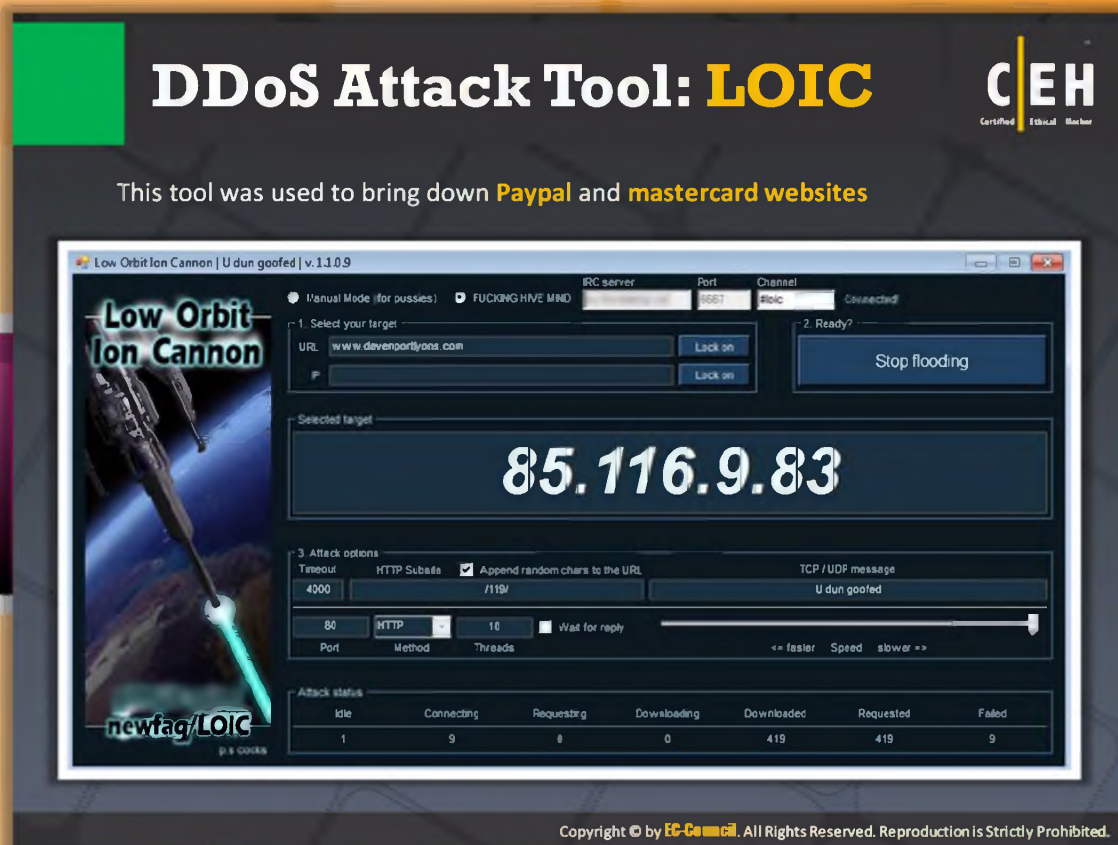 DDoS Attack Tool: LOIC
C|EH
Certified Ethical Hacker
This tool was used to bring down Paypal and mastercard websites
Low Orbit Ion Cannon | U dun goofed | v. 1.1.0.9
Low Orbit
Ion Cannon
newfag/LOIC
p.s cocks
IRC server Port Channel
Manual Mode (for pussies) FUCKING HIVE MIND 6667 #loic Connected!
1. Select your target
URL www.davenportlyons.com Lock on
IP Lock on
2. Ready?
Stop flooding
Selected target
85.116.9.83
3. Attack options
Timeout HTTP Subsite Append random chars to the URL TCP / UDP message
4000 /119/ U dun goofed
80 HTTP 10 Wait for reply
Port Method Threads <= faster Speed slower =>
Attack status
Idle Connecting Requesting Downloading Downloaded Requested Failed
1 9 0 0 419 419 9
Copyright © by EC-Council. All Rights Reserved. Reproduction is Strictly Prohibited.